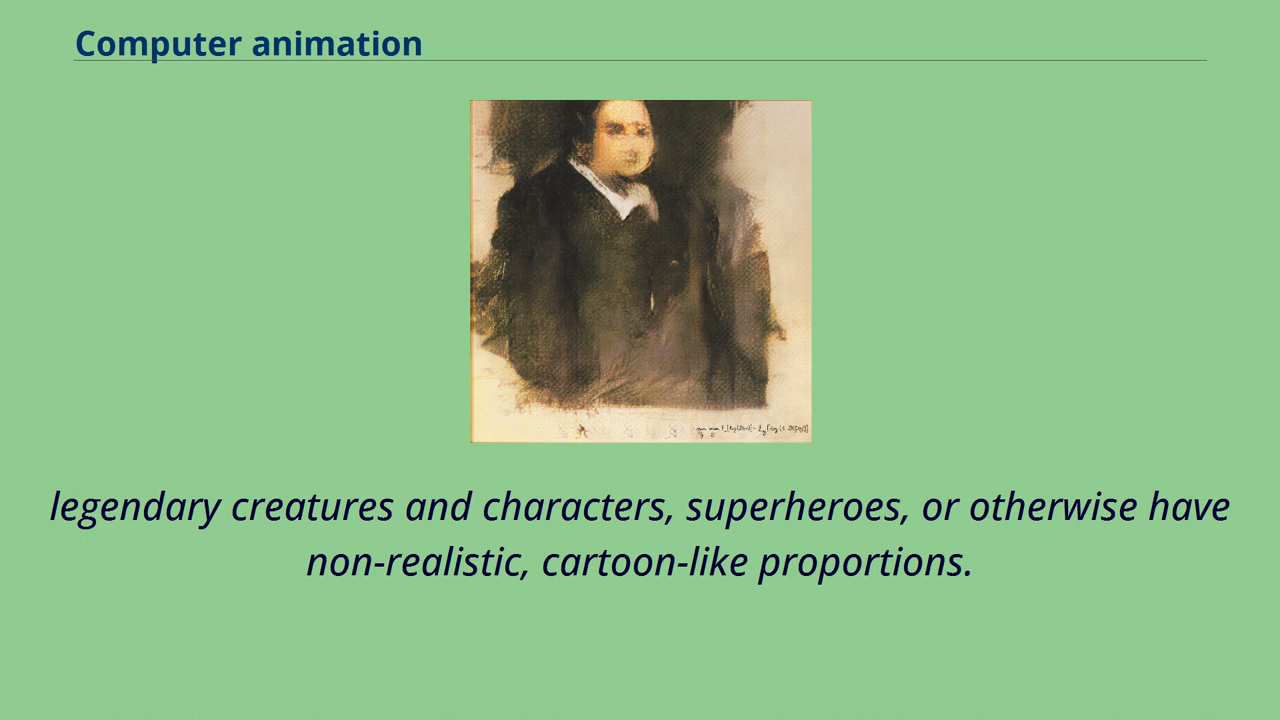 Computer animation
legendary creatures and characters, superheroes, or otherwise have
non-realistic, cartoon-like proportions.